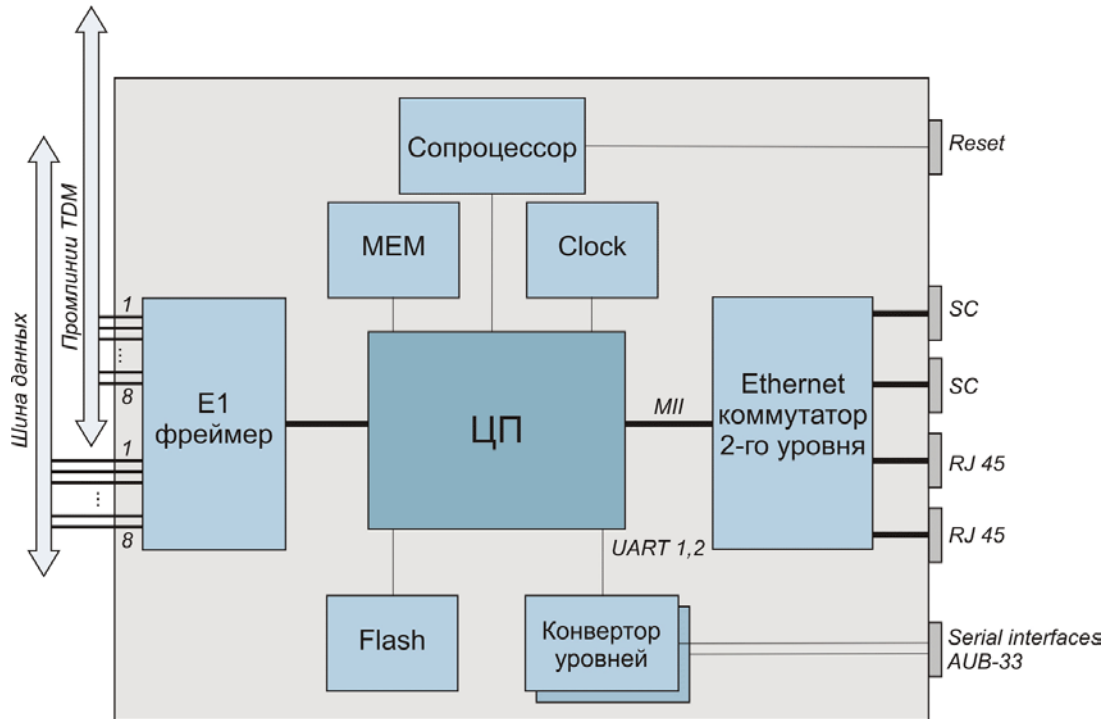 Шина данных
Промлинии TDM
Сопроцессор
Reset
MEM
Clock
1
...
8
1
...
8
E1
фреймер
ЦП
MII
Ethernet
коммутатор
2-го уровня
SC
SC
RJ 45
RJ 45
UART 1,2
Flash
Конвертор
уровней
Serial interfaces
AUB-33